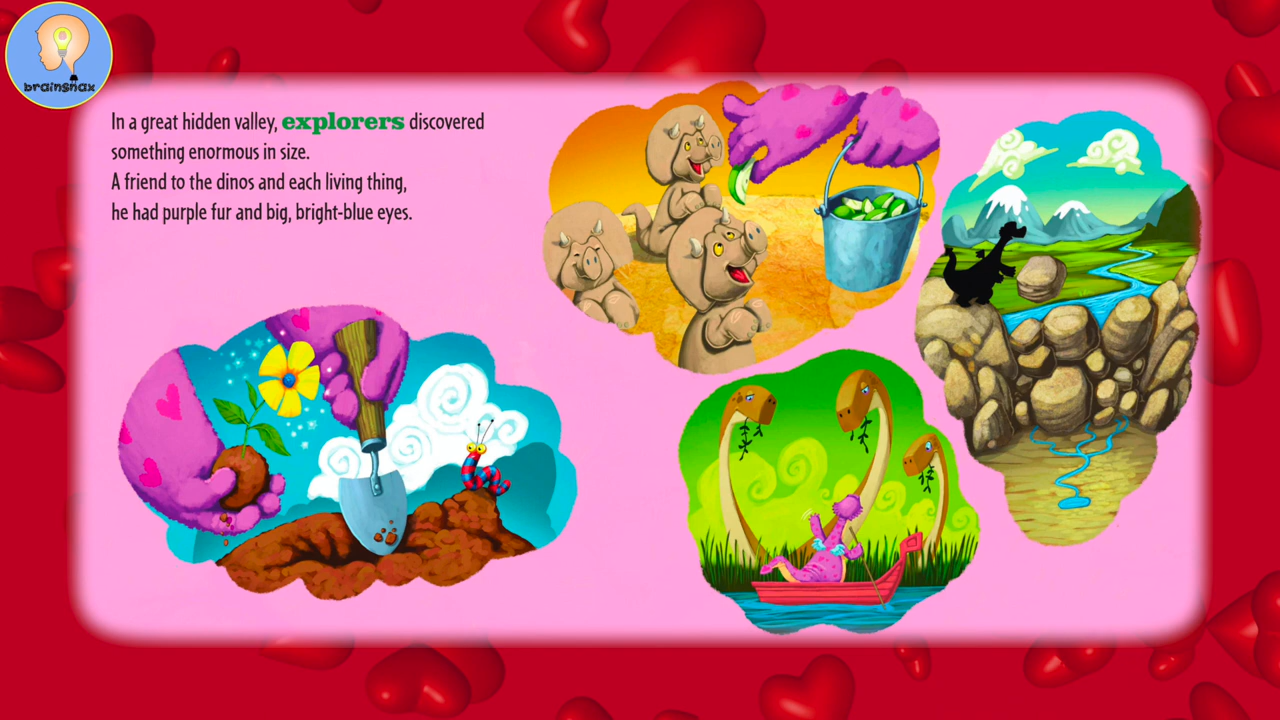 brainsnax
In a great hidden valley, explorers discovered
something enormous in size.
A friend to the dinos and each living thing,
he had purple fur and big, bright-blue eyes.